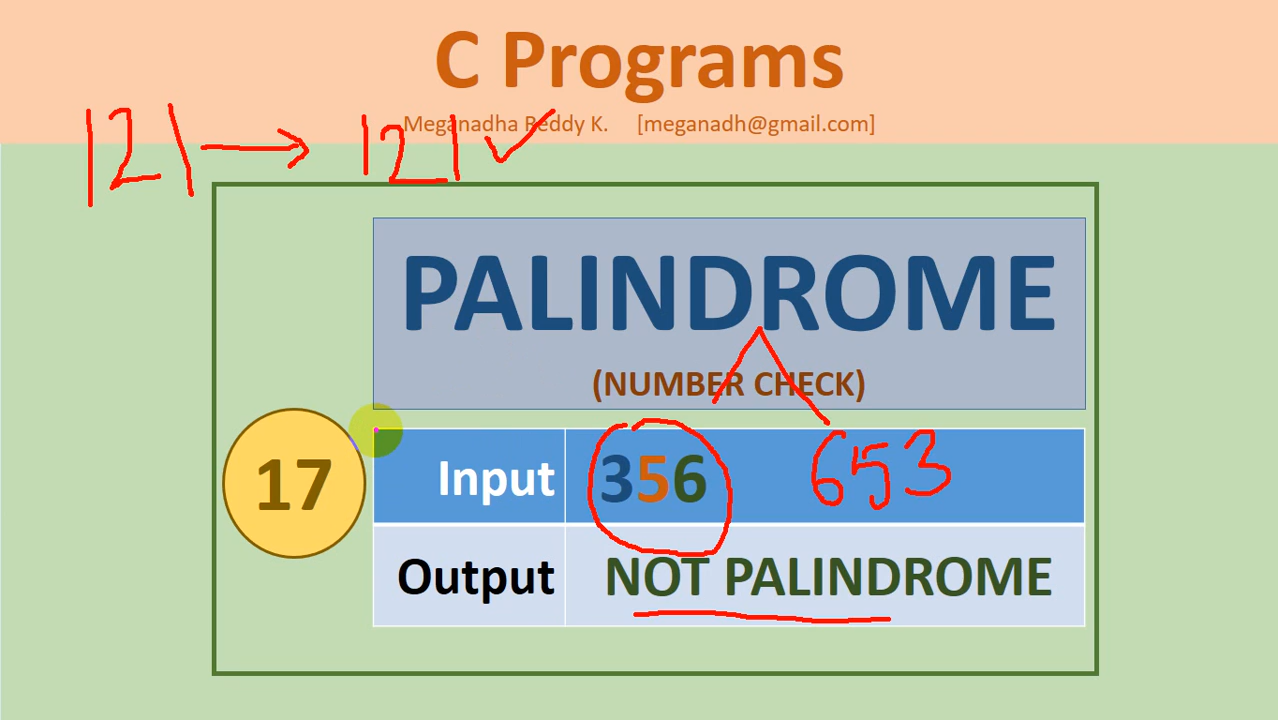 C Programs
Meganadha Reddy K. [meganadh@gmail.com]
121 → 121 ✓
PALINDROME
(NUMBER CHECK)
17
Input 356 653
Output NOT PALINDROME